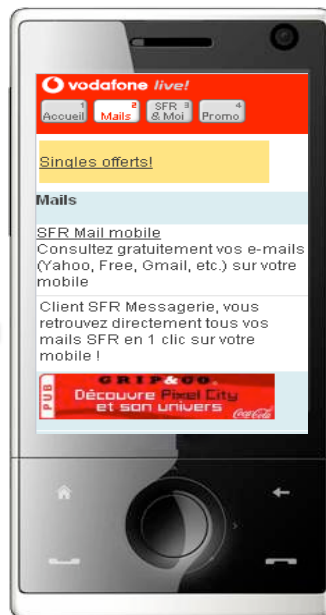 vodafone live!
1 2 3 4
Accueil Mails SFR & Moi Promo
Singles offerts!
Mails
SFR Mail mobile
Consultez gratuitement vos e-mails
(Yahoo, Free, Gmail, etc.) sur votre
mobile
Client SFR Messagerie, vous
retrouvez directement tous vos
mails SFR en 1 clic sur votre
mobile !
PUB
GRIP&CO.
Découvre Pixel City
et son univers
Coca-Cola